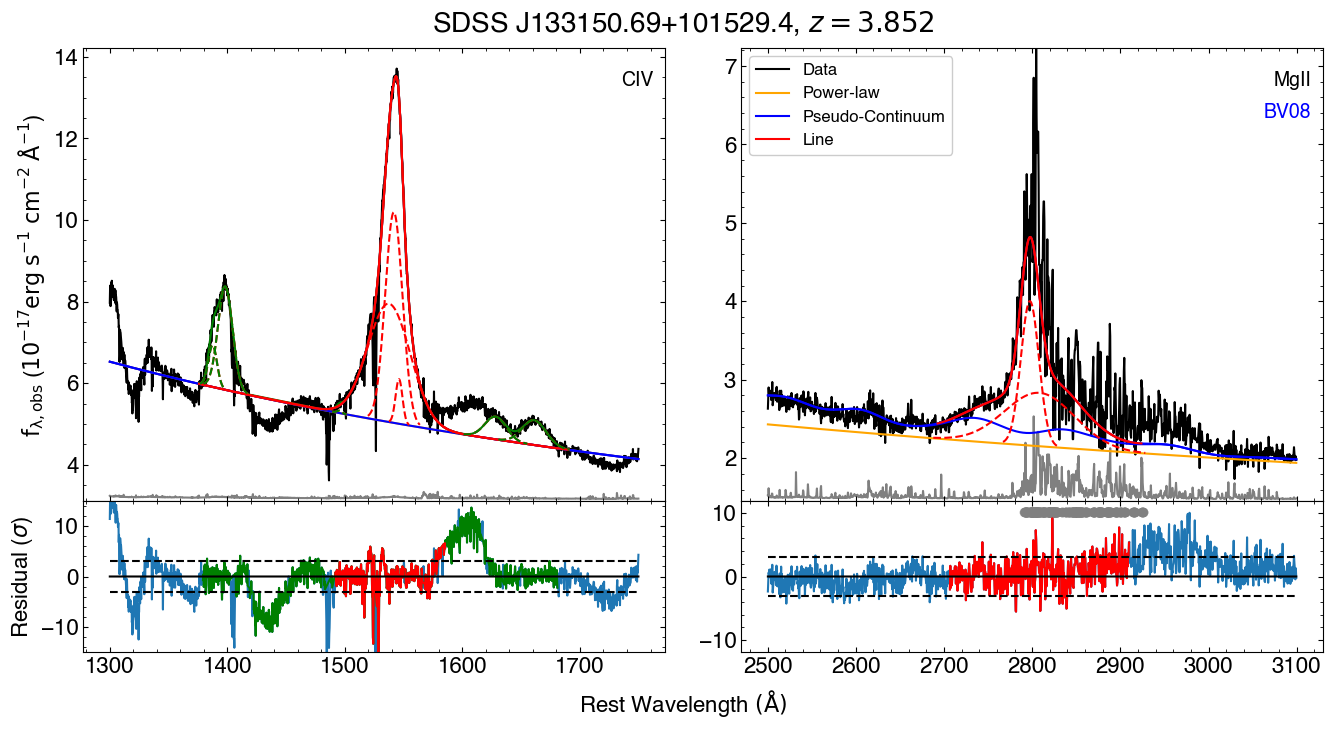 SDSS J133150.69+101529.4, z = 3.852
CIV
MgII
BV08
Data
Power-law
Pseudo-Continuum
Line
f_{λ,obs} (10^{−17}erg s^{−1} cm^{−2} Å^{−1})
14
12
10
8
6
4
7
6
5
4
3
2
Residual (σ)
10
0
−10
10
0
−10
1300 1400 1500 1600 1700
2500 2600 2700 2800 2900 3000 3100
Rest Wavelength (Å)